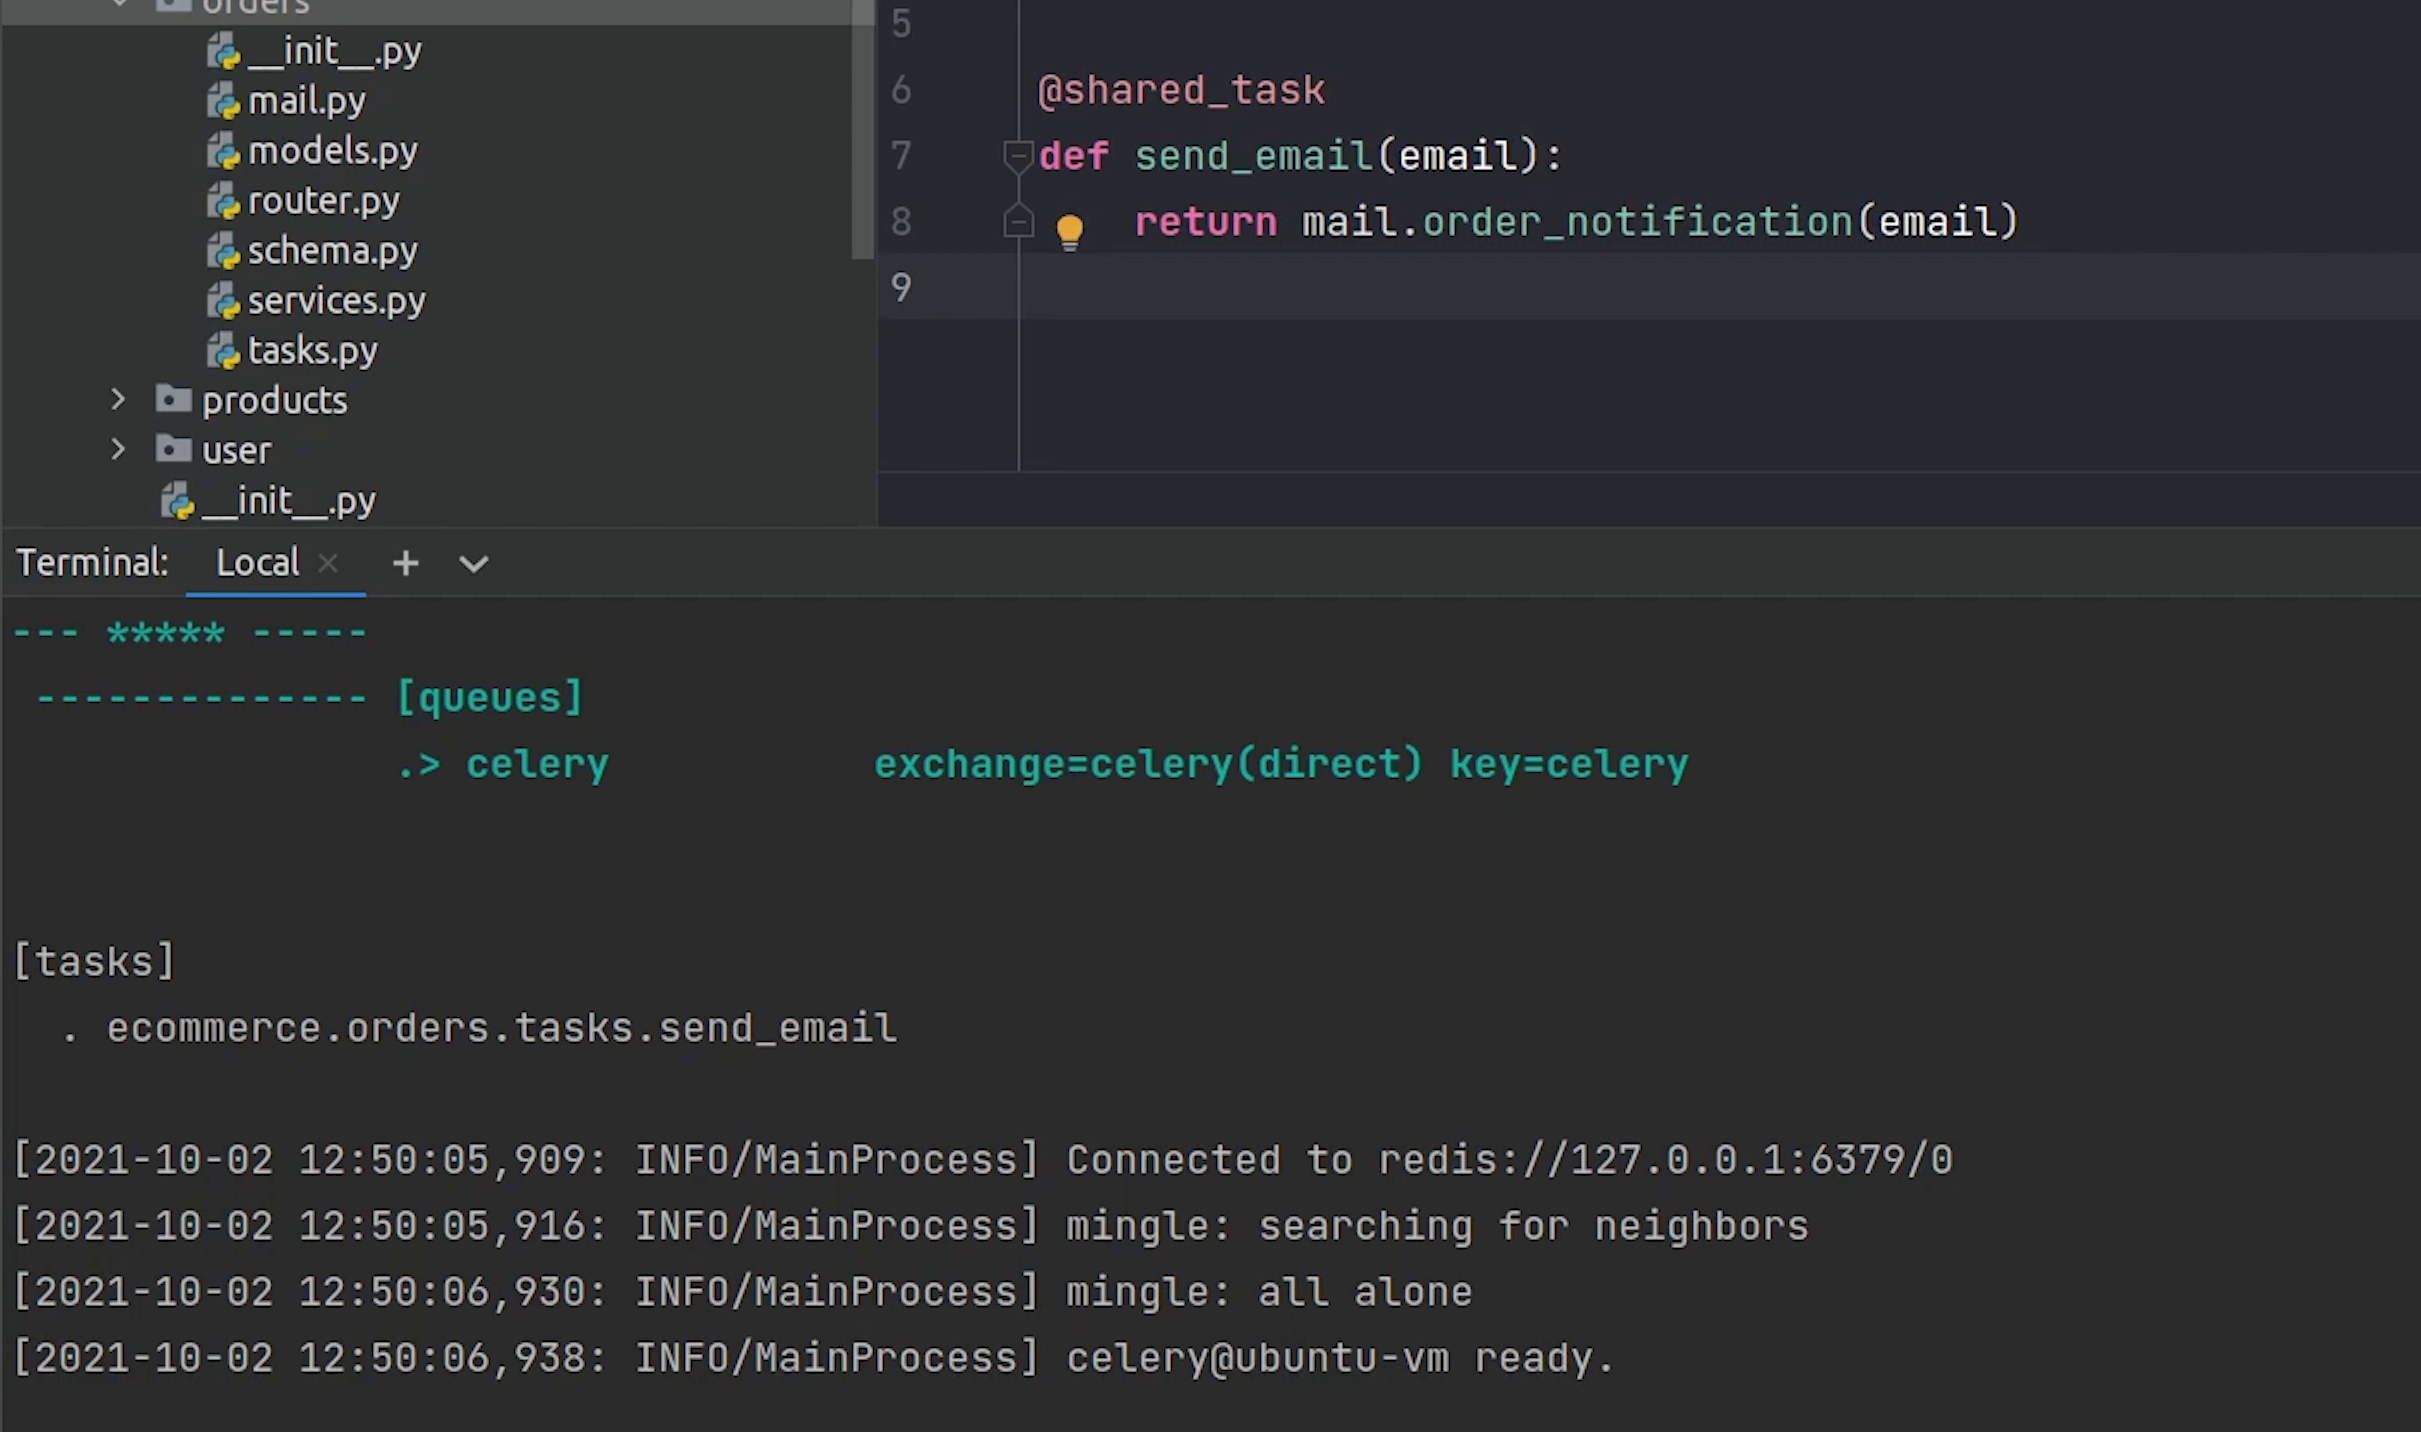 orders
__init__.py
mail.py
models.py
router.py
schema.py
services.py
tasks.py
products
user
__init__.py
5
6 @shared_task
7 def send_email(email):
8 return mail.order_notification(email)
9
Terminal: Local × +
--- ***** -----
-------------- [queues]
.> celery exchange=celery(direct) key=celery
[tasks]
. ecommerce.orders.tasks.send_email
[2021-10-02 12:50:05,909: INFO/MainProcess] Connected to redis://127.0.0.1:6379/0
[2021-10-02 12:50:05,916: INFO/MainProcess] mingle: searching for neighbors
[2021-10-02 12:50:06,930: INFO/MainProcess] mingle: all alone
[2021-10-02 12:50:06,938: INFO/MainProcess] celery@ubuntu-vm ready.